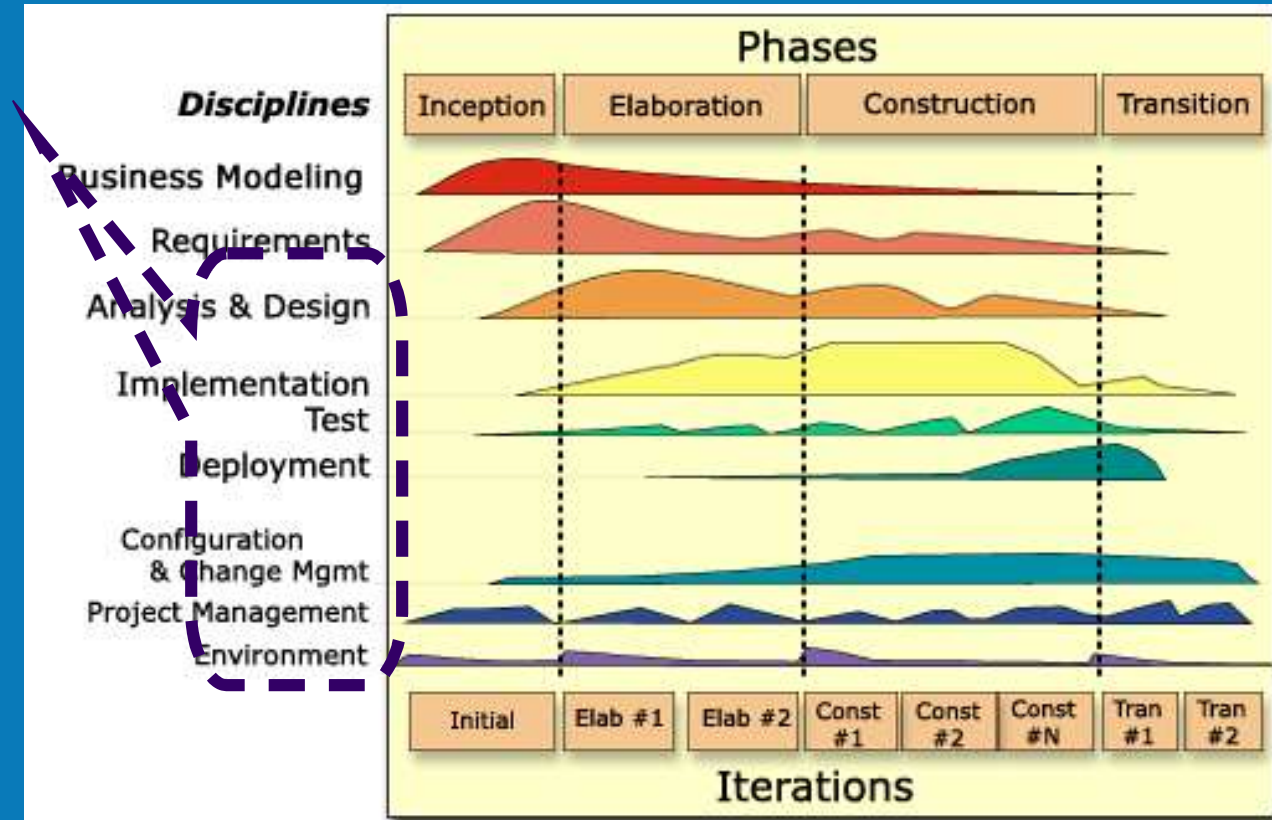 Phases
Disciplines
Inception
Elaboration
Construction
Transition
Business Modeling
Requirements
Analysis & Design
Implementation
Test
Deployment
Configuration
& Change Mgmt
Project Management
Environment
Initial
Elab #1
Elab #2
Const
#1
Const
#2
Const
#N
Tran
#1
Tran
#2
Iterations